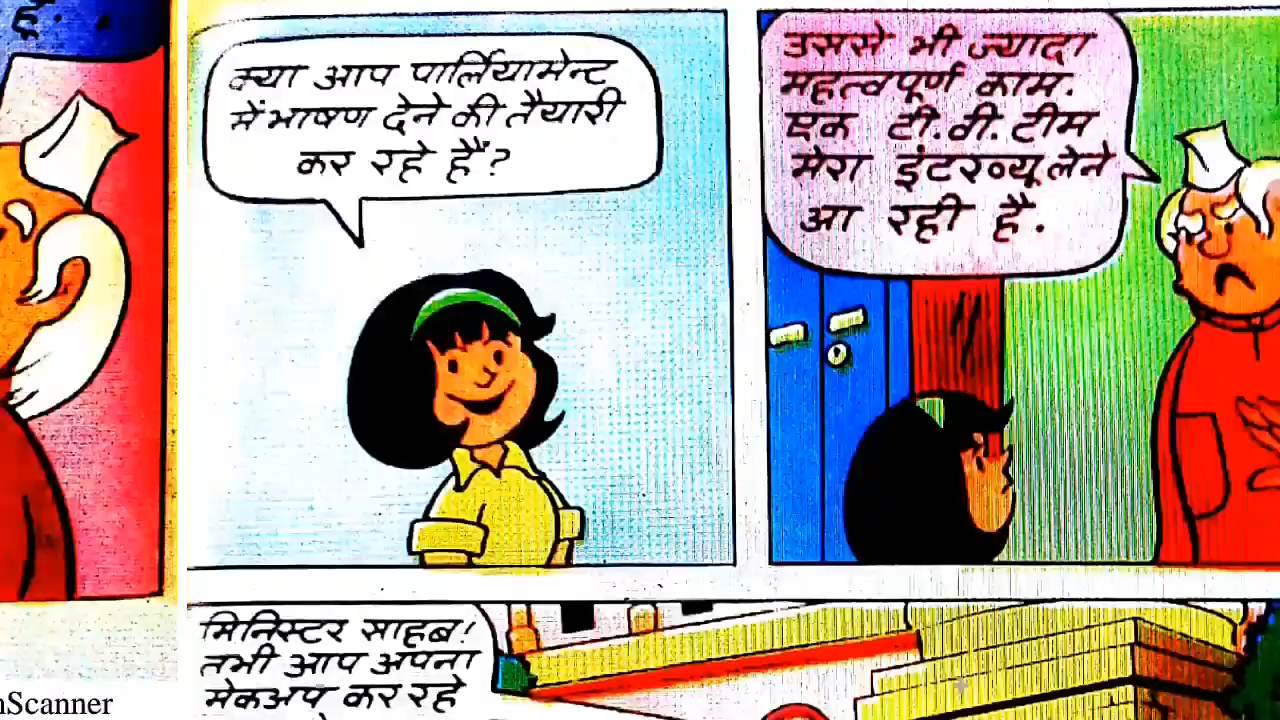 है. .
क्या आप पार्लियामेन्ट
में भाषण देने की तैयारी
कर रहे हैं?
उससे भी ज्यादा
महत्वपूर्ण काम.
एक टी.वी. टीम
मेरा इंटरव्यू लेने
आ रही है.
मिनिस्टर साहब!
तभी आप अपना
मेकअप कर रहे
nScanner